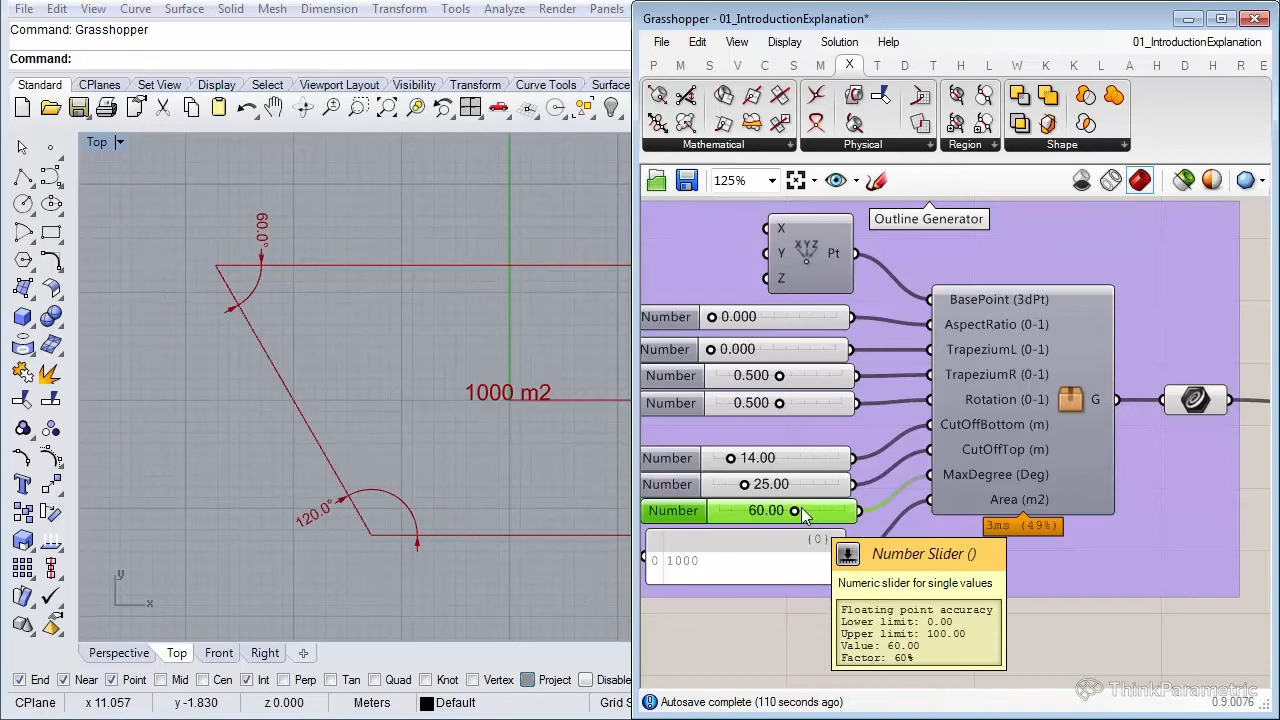 File Edit View Curve Surface Solid Mesh Dimension Transform Tools Analyze Render Panels
Command: Grasshopper
Command:
Standard CPlanes Set View Display Select Viewport Layout Visibility Transform Curve Tools Surface
Top
60.0°
1000 m2
120.0°
y
x
Perspective Top Front Right
End Near Point Mid Cen Int Perp Tan Quad Knot Vertex Project Disable
CPlane x 11.057 y -1.830 z 0.000 Meters Default Grid S
Grasshopper - 01_IntroductionExplanation*
File Edit View Display Solution Help 01_IntroductionExplanation
P M S V C S M X T D T H L W K K L A D H D H R E
Mathematical Physical Region Shape
125%
Outline Generator
X
Y
Z
XYZ
Pt
Number 0.000
Number 0.000
Number 0.500
Number 0.500
Number 14.00
Number 25.00
Number 60.00
{0}
0 1000
BasePoint (3dPt)
AspectRatio (0-1)
TrapeziumL (0-1)
TrapeziumR (0-1)
Rotation (0-1)
CutOffBottom (m)
CutOffTop (m)
MaxDegree (Deg)
Area (m2)
G
3ms (49%)
Number Slider ()
Numeric slider for single values
Floating point accuracy
Lower limit: 0.00
Upper limit: 100.00
Value: 60.00
Factor: 60%
ThinkParametric
Autosave complete (110 seconds ago)
0.9.0076